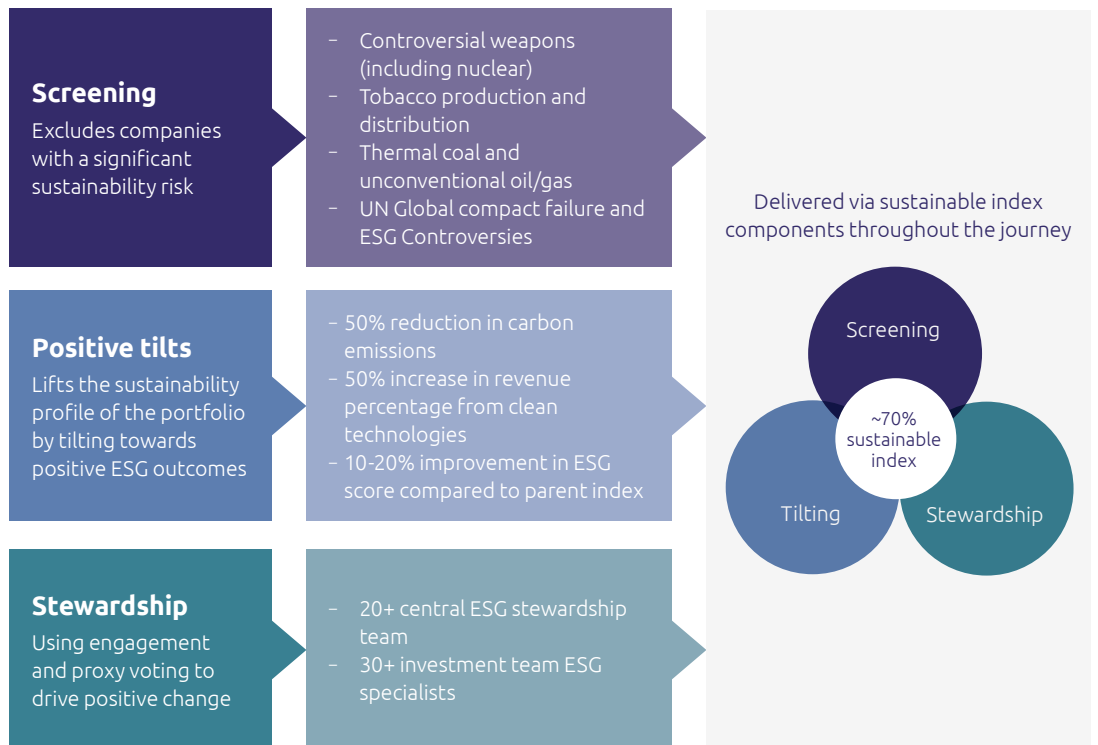 Screening
Excludes companies
with a significant
sustainability risk
– Controversial weapons
(including nuclear)
– Tobacco production and
distribution
– Thermal coal and
unconventional oil/gas
– UN Global compact failure and
ESG Controversies
Positive tilts
Lifts the sustainability
profile of the portfolio
by tilting towards
positive ESG outcomes
– 50% reduction in carbon
emissions
– 50% increase in revenue
percentage from clean
technologies
– 10-20% improvement in ESG
score compared to parent index
Stewardship
Using engagement
and proxy voting to
drive positive change
– 20+ central ESG stewardship
team
– 30+ investment team ESG
specialists
Delivered via sustainable index
components throughout the journey
Screening
~70%
sustainable
index
Tilting
Stewardship